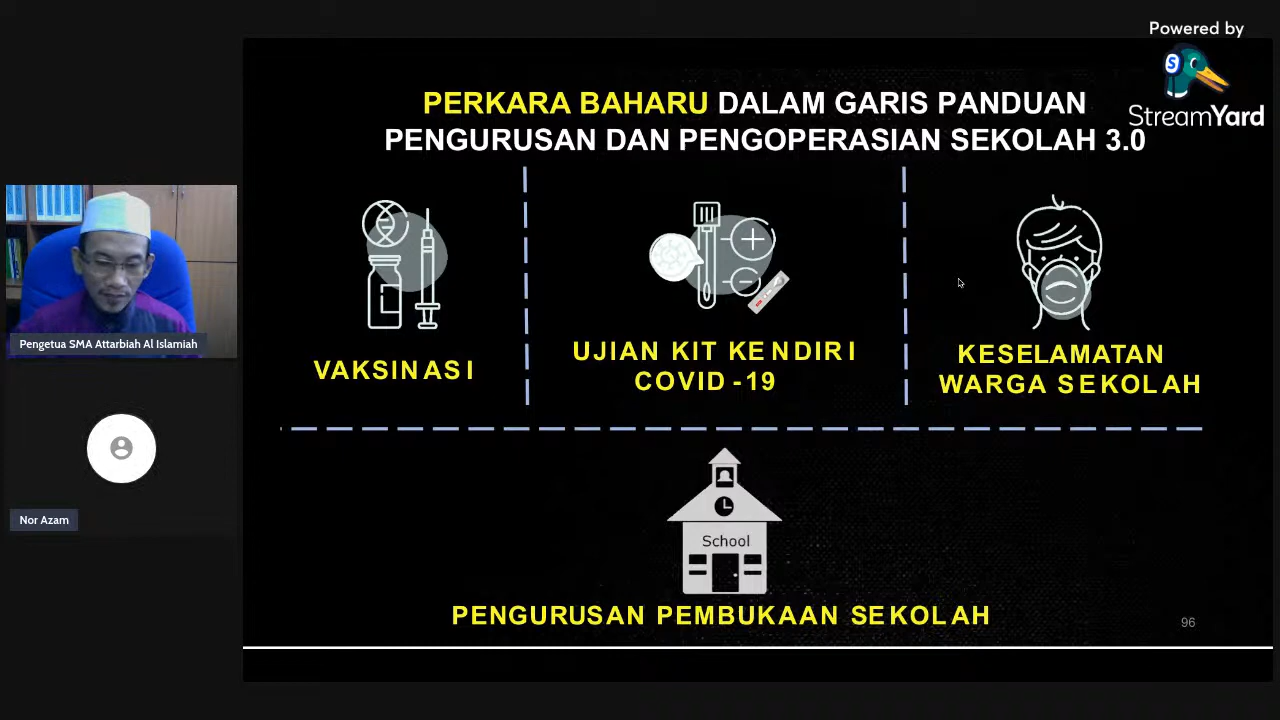 Powered by
StreamYard
PERKARA BAHARU DALAM GARIS PANDUAN
PENGURUSAN DAN PENGOPERASIAN SEKOLAH 3.0
VAKSINASI
UJIAN KIT KENDIRI
COVID -19
KESELAMATAN
WARGA SEKOLAH
Pengetua SMA Attarbiah Al Islamiah
Nor Azam
School
PENGURUSAN PEMBUKAAN SEKOLAH
96